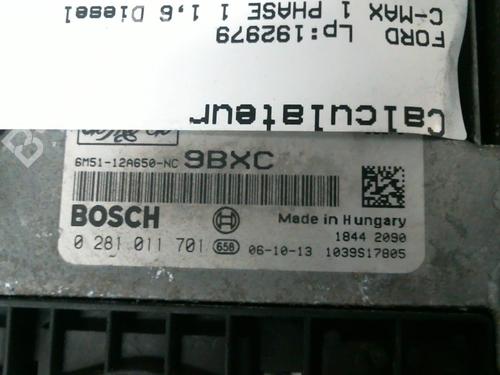 Calculateur
FORD Lp:192979
C-MAX 1 PHASE 1 1,6 Diesel
6M51-12A650-NC 9BXC
BOSCH
Made in Hungary
0 281 011 701 658 06-10-13
1844 2090
1039S17805